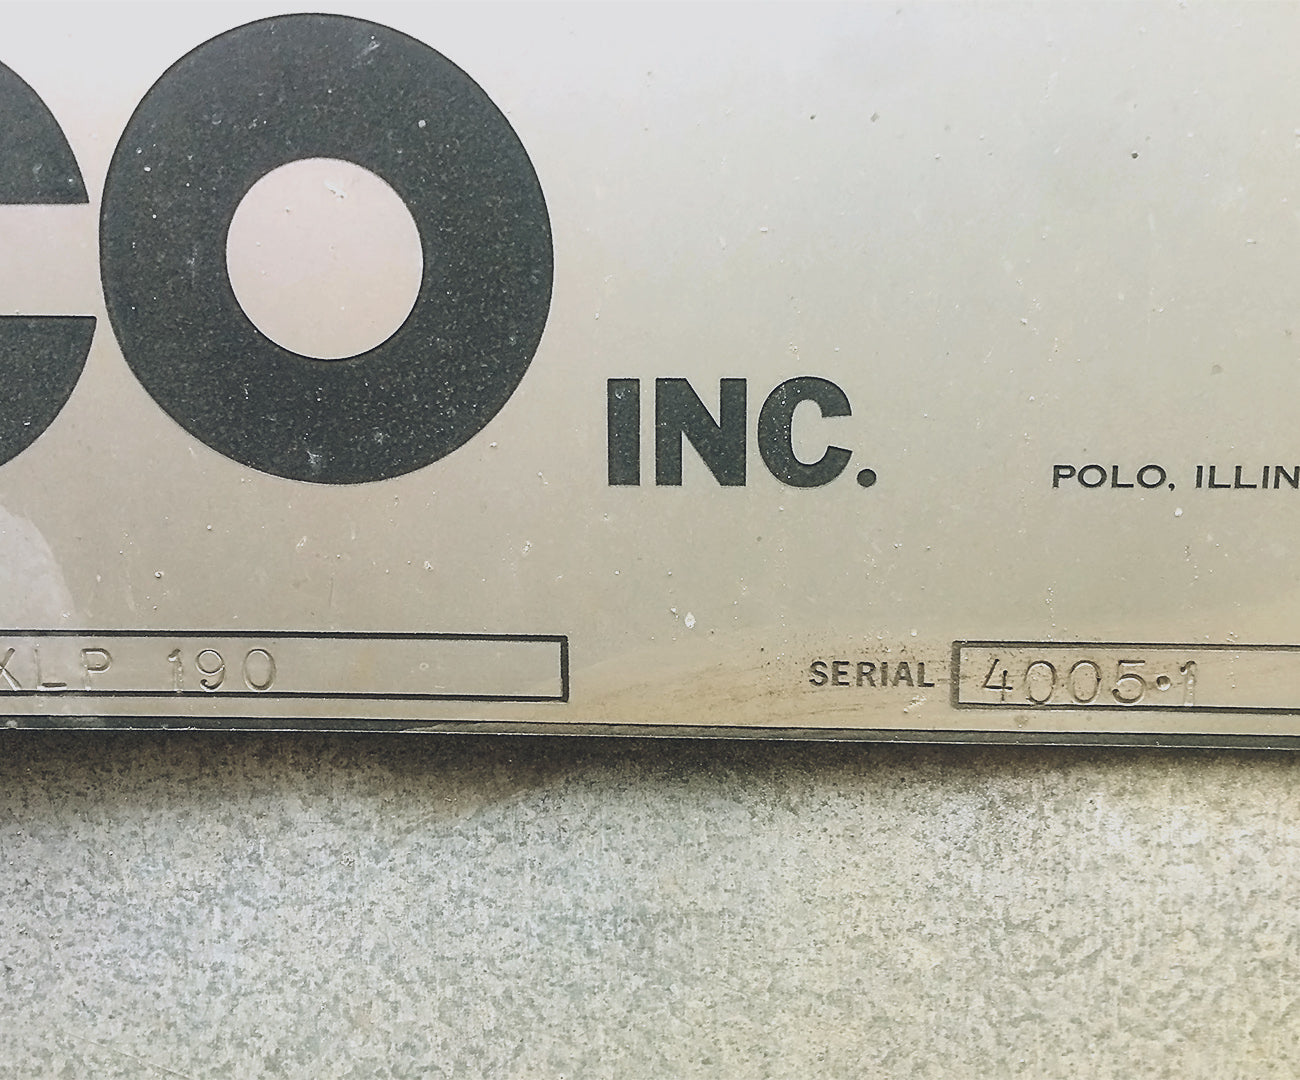 CO INC.
POLO, ILLIN
XLP 190
SERIAL 4005•1